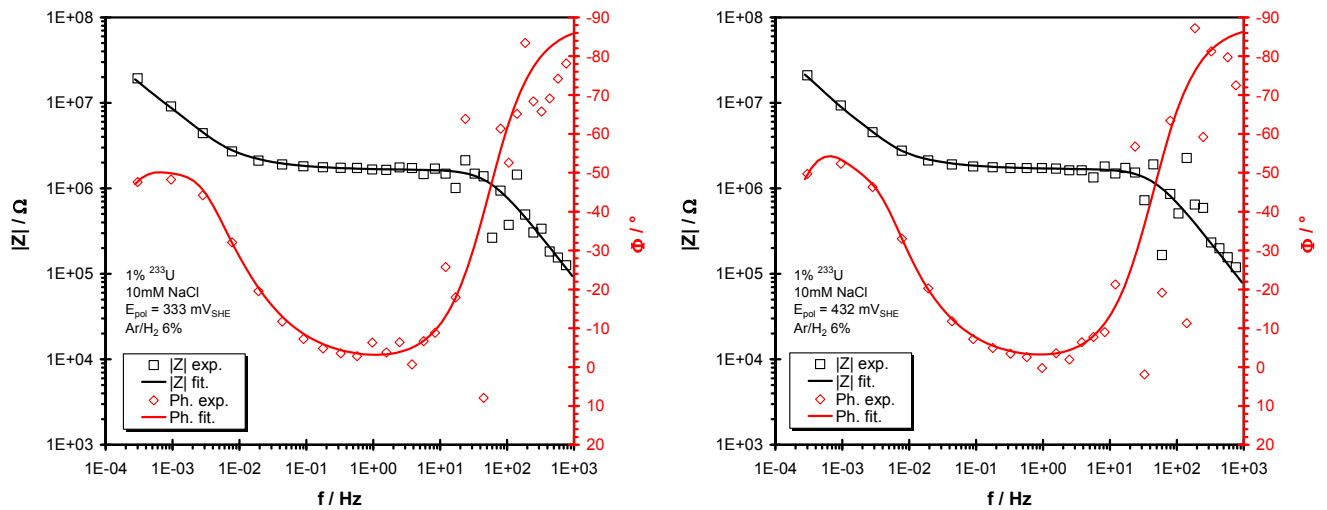 1E+08
1E+07
1E+06
1E+05
1E+04
1E+03
|Z| / Ω
1E-04 1E-03 1E-02 1E-01 1E+00 1E+01 1E+02 1E+03
f / Hz
-90
-80
-70
-60
-50
-40
-30
-20
-10
0
10
20
Φ / °
1% ²³³U
10mM NaCl
E_pol = 333 mV_SHE
Ar/H₂ 6%
|Z| exp.
|Z| fit.
Ph. exp.
Ph. fit.
1E+08
1E+07
1E+06
1E+05
1E+04
1E+03
|Z| / Ω
1E-04 1E-03 1E-02 1E-01 1E+00 1E+01 1E+02 1E+03
f / Hz
-90
-80
-70
-60
-50
-40
-30
-20
-10
0
10
20
Φ / °
1% ²³³U
10mM NaCl
E_pol = 432 mV_SHE
Ar/H₂ 6%
|Z| exp.
|Z| fit.
Ph. exp.
Ph. fit.